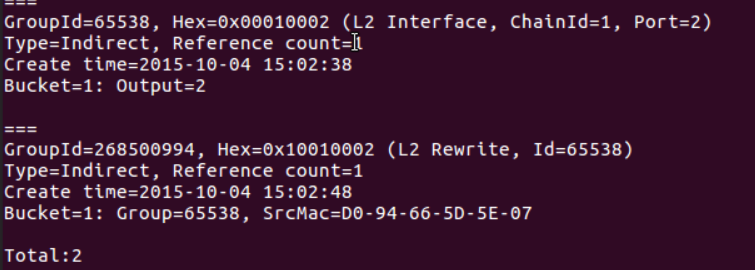 ===
GroupId=65538, Hex=0x00010002 (L2 Interface, ChainId=1, Port=2)
Type=Indirect, Reference count=1
Create time=2015-10-04 15:02:38
Bucket=1: Output=2
===
GroupId=268500994, Hex=0x10010002 (L2 Rewrite, Id=65538)
Type=Indirect, Reference count=1
Create time=2015-10-04 15:02:48
Bucket=1: Group=65538, SrcMac=D0-94-66-5D-5E-07
Total:2